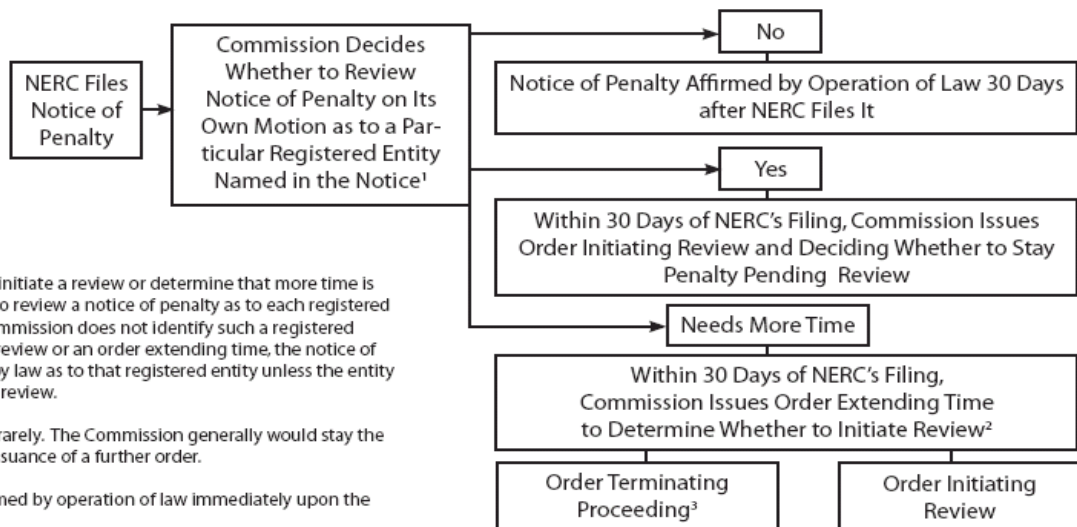 NERC Files
Notice of
Penalty
Commission Decides
Whether to Review
Notice of Penalty on Its
Own Motion as to a Par-
ticular Registered Entity
Named in the Notice¹
No
Notice of Penalty Affirmed by Operation of Law 30 Days
after NERC Files It
Yes
Within 30 Days of NERC's Filing, Commission Issues
Order Initiating Review and Deciding Whether to Stay
Penalty Pending Review
Needs More Time
Within 30 Days of NERC's Filing,
Commission Issues Order Extending Time
to Determine Whether to Initiate Review²
Order Terminating
Proceeding³
Order Initiating
Review
initiate a review or determine that more time is
o review a notice of penalty as to each registered
mmission does not identify such a registered
review or an order extending time, the notice of
y law as to that registered entity unless the entity
review.
rarely. The Commission generally would stay the
suance of a further order.
med by operation of law immediately upon the